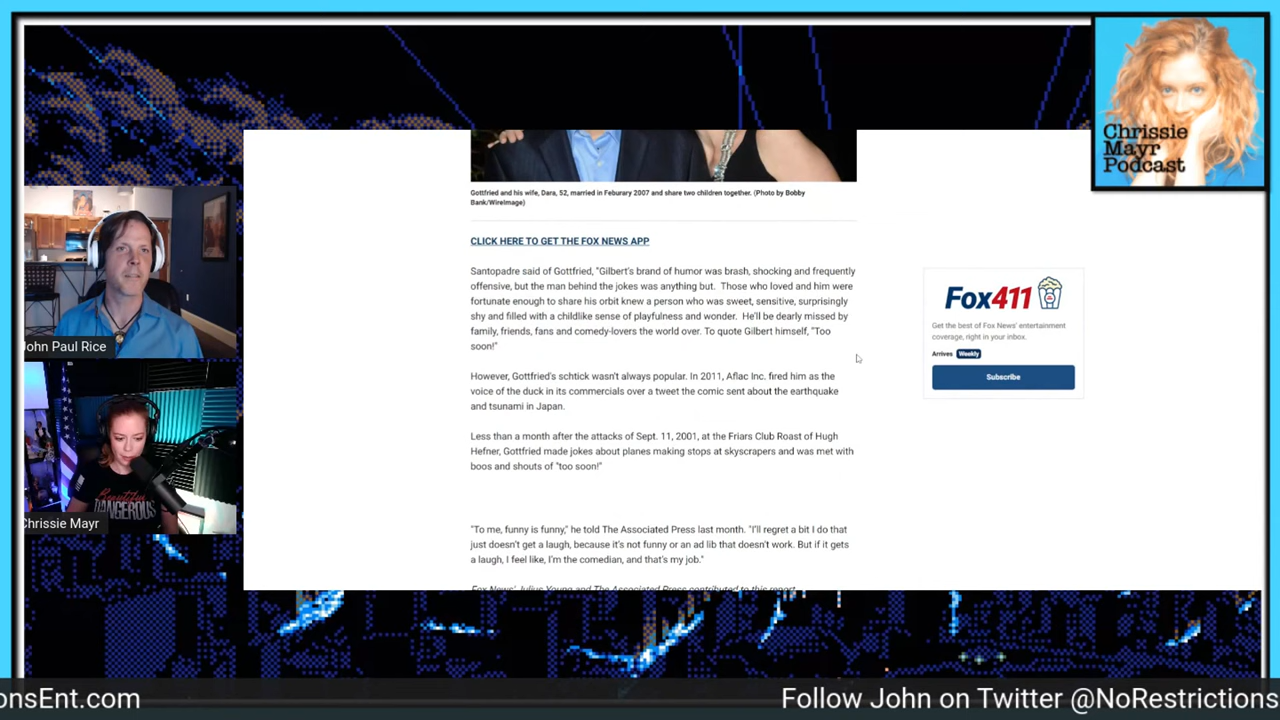 Chrissie
Mayr
Podcast
Gottfried and his wife, Dara, 52, married in Feburary 2007 and share two children together. (Photo by Bobby
Bank/WireImage)
CLICK HERE TO GET THE FOX NEWS APP
Santopadre said of Gottfried, "Gilbert's brand of humor was brash, shocking and frequently
offensive, but the man behind the jokes was anything but. Those who loved and him were
fortunate enough to share his orbit knew a person who was sweet, sensitive, surprisingly
shy and filled with a childlike sense of playfulness and wonder. He'll be dearly missed by
family, friends, fans and comedy-lovers the world over. To quote Gilbert himself, "Too
soon!"
However, Gottfried's schtick wasn't always popular. In 2011, Aflac Inc. fired him as the
voice of the duck in its commercials over a tweet the comic sent about the earthquake
and tsunami in Japan.
Less than a month after the attacks of Sept. 11, 2001, at the Friars Club Roast of Hugh
Hefner, Gottfried made jokes about planes making stops at skyscrapers and was met with
boos and shouts of "too soon!"
"To me, funny is funny," he told The Associated Press last month. "I'll regret a bit I do that
just doesn't get a laugh, because it's not funny or an ad lib that doesn't work. But if it gets
a laugh, I feel like, I'm the comedian, and that's my job."
Fox News' Julius Young and The Associated Press contributed to this report
Fox411
Get the best of Fox News' entertainment
coverage, right in your inbox.
Arrives Weekly
Subscribe
John Paul Rice
Beautiful
DANGEROUS
Chrissie Mayr
onsEnt.com
Follow John on Twitter @NoRestrictions